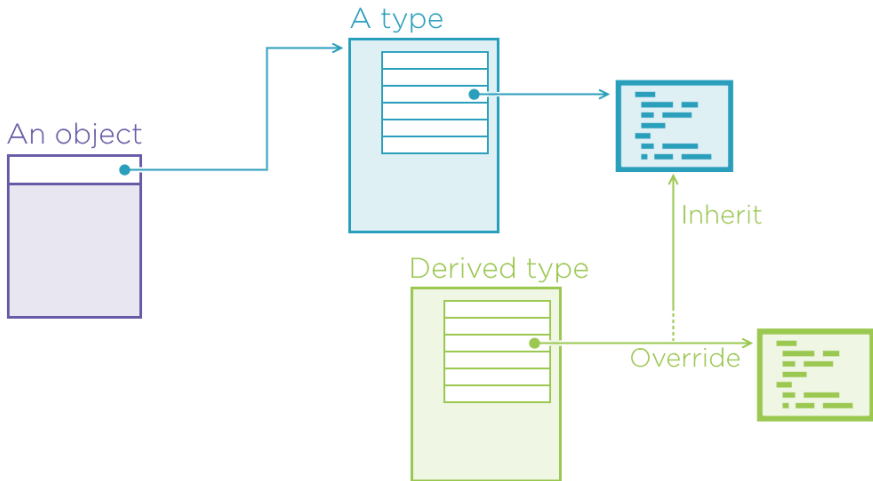 A type
An object
Inherit
Derived type
Override